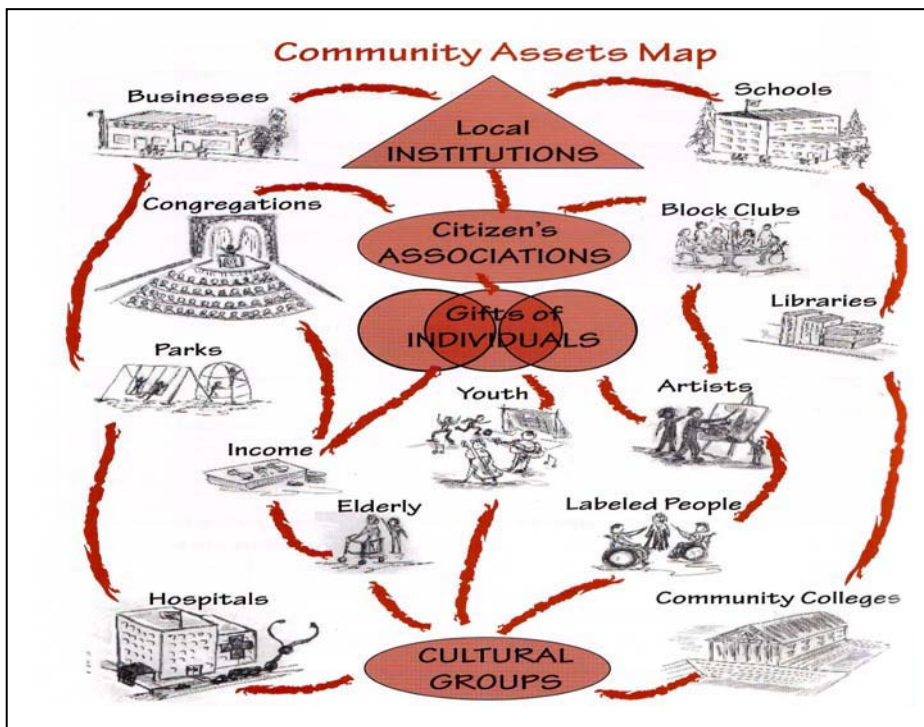 Community Assets Map
Businesses
Schools
Local
INSTITUTIONS
Congregations
Citizen's
ASSOCIATIONS
Block Clubs
Gifts of
INDIVIDUALS
Libraries
Parks
Youth
Artists
Income
Elderly
Labeled People
Hospitals
Community Colleges
CULTURAL
GROUPS